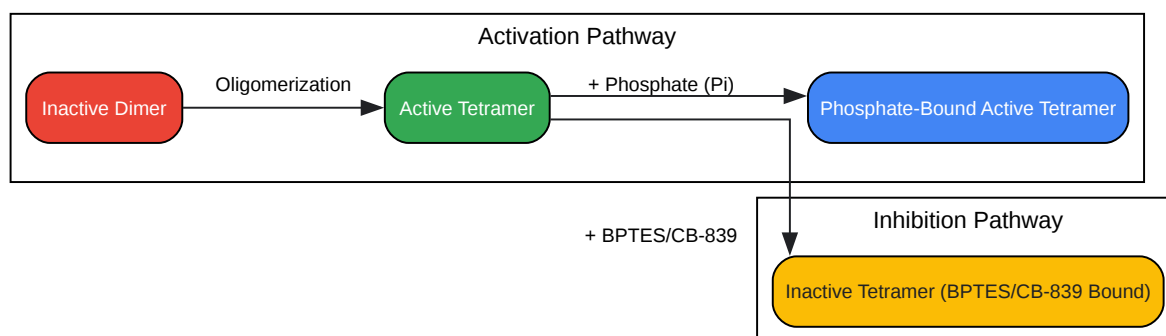 Activation Pathway
Inactive Dimer
Oligomerization
Active Tetramer
+ Phosphate (Pi)
Phosphate-Bound Active Tetramer
+ BPTES/CB-839
Inhibition Pathway
Inactive Tetramer (BPTES/CB-839 Bound)